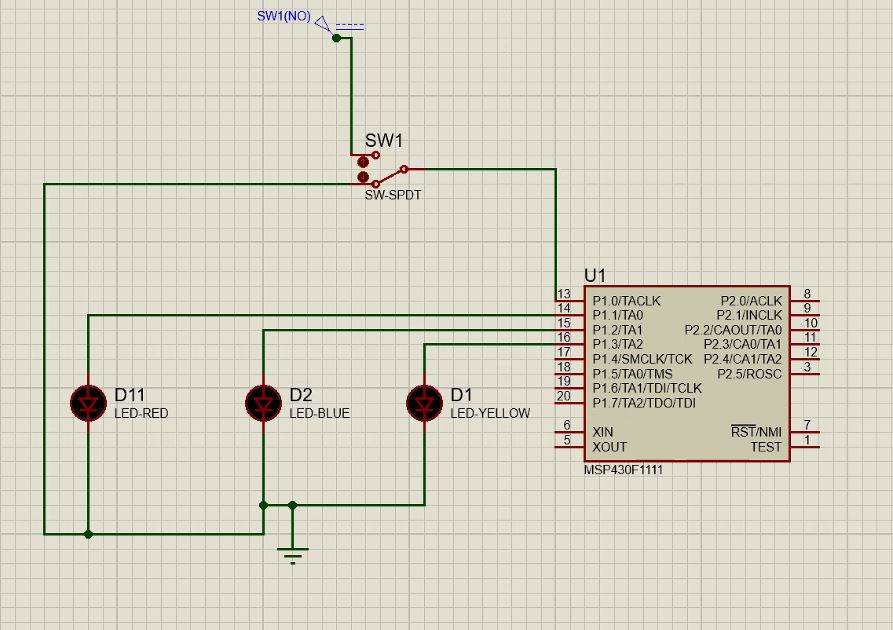 SW1(NO)
SW1
SW-SPDT
U1
13 P1.0/TACLK P2.0/ACLK 8
14 P1.1/TA0 P2.1/INCLK 9
15 P1.2/TA1 P2.2/CAOUT/TA0 10
16 P1.3/TA2 P2.3/CA0/TA1 11
17 P1.4/SMCLK/TCK P2.4/CA1/TA2 12
18 P1.5/TA0/TMS P2.5/ROSC 3
19 P1.6/TA1/TDI/TCLK
20 P1.7/TA2/TDO/TDI
6 XIN RST/NMI 7
5 XOUT TEST 1
MSP430F1111
D11
LED-RED
D2
LED-BLUE
D1
LED-YELLOW